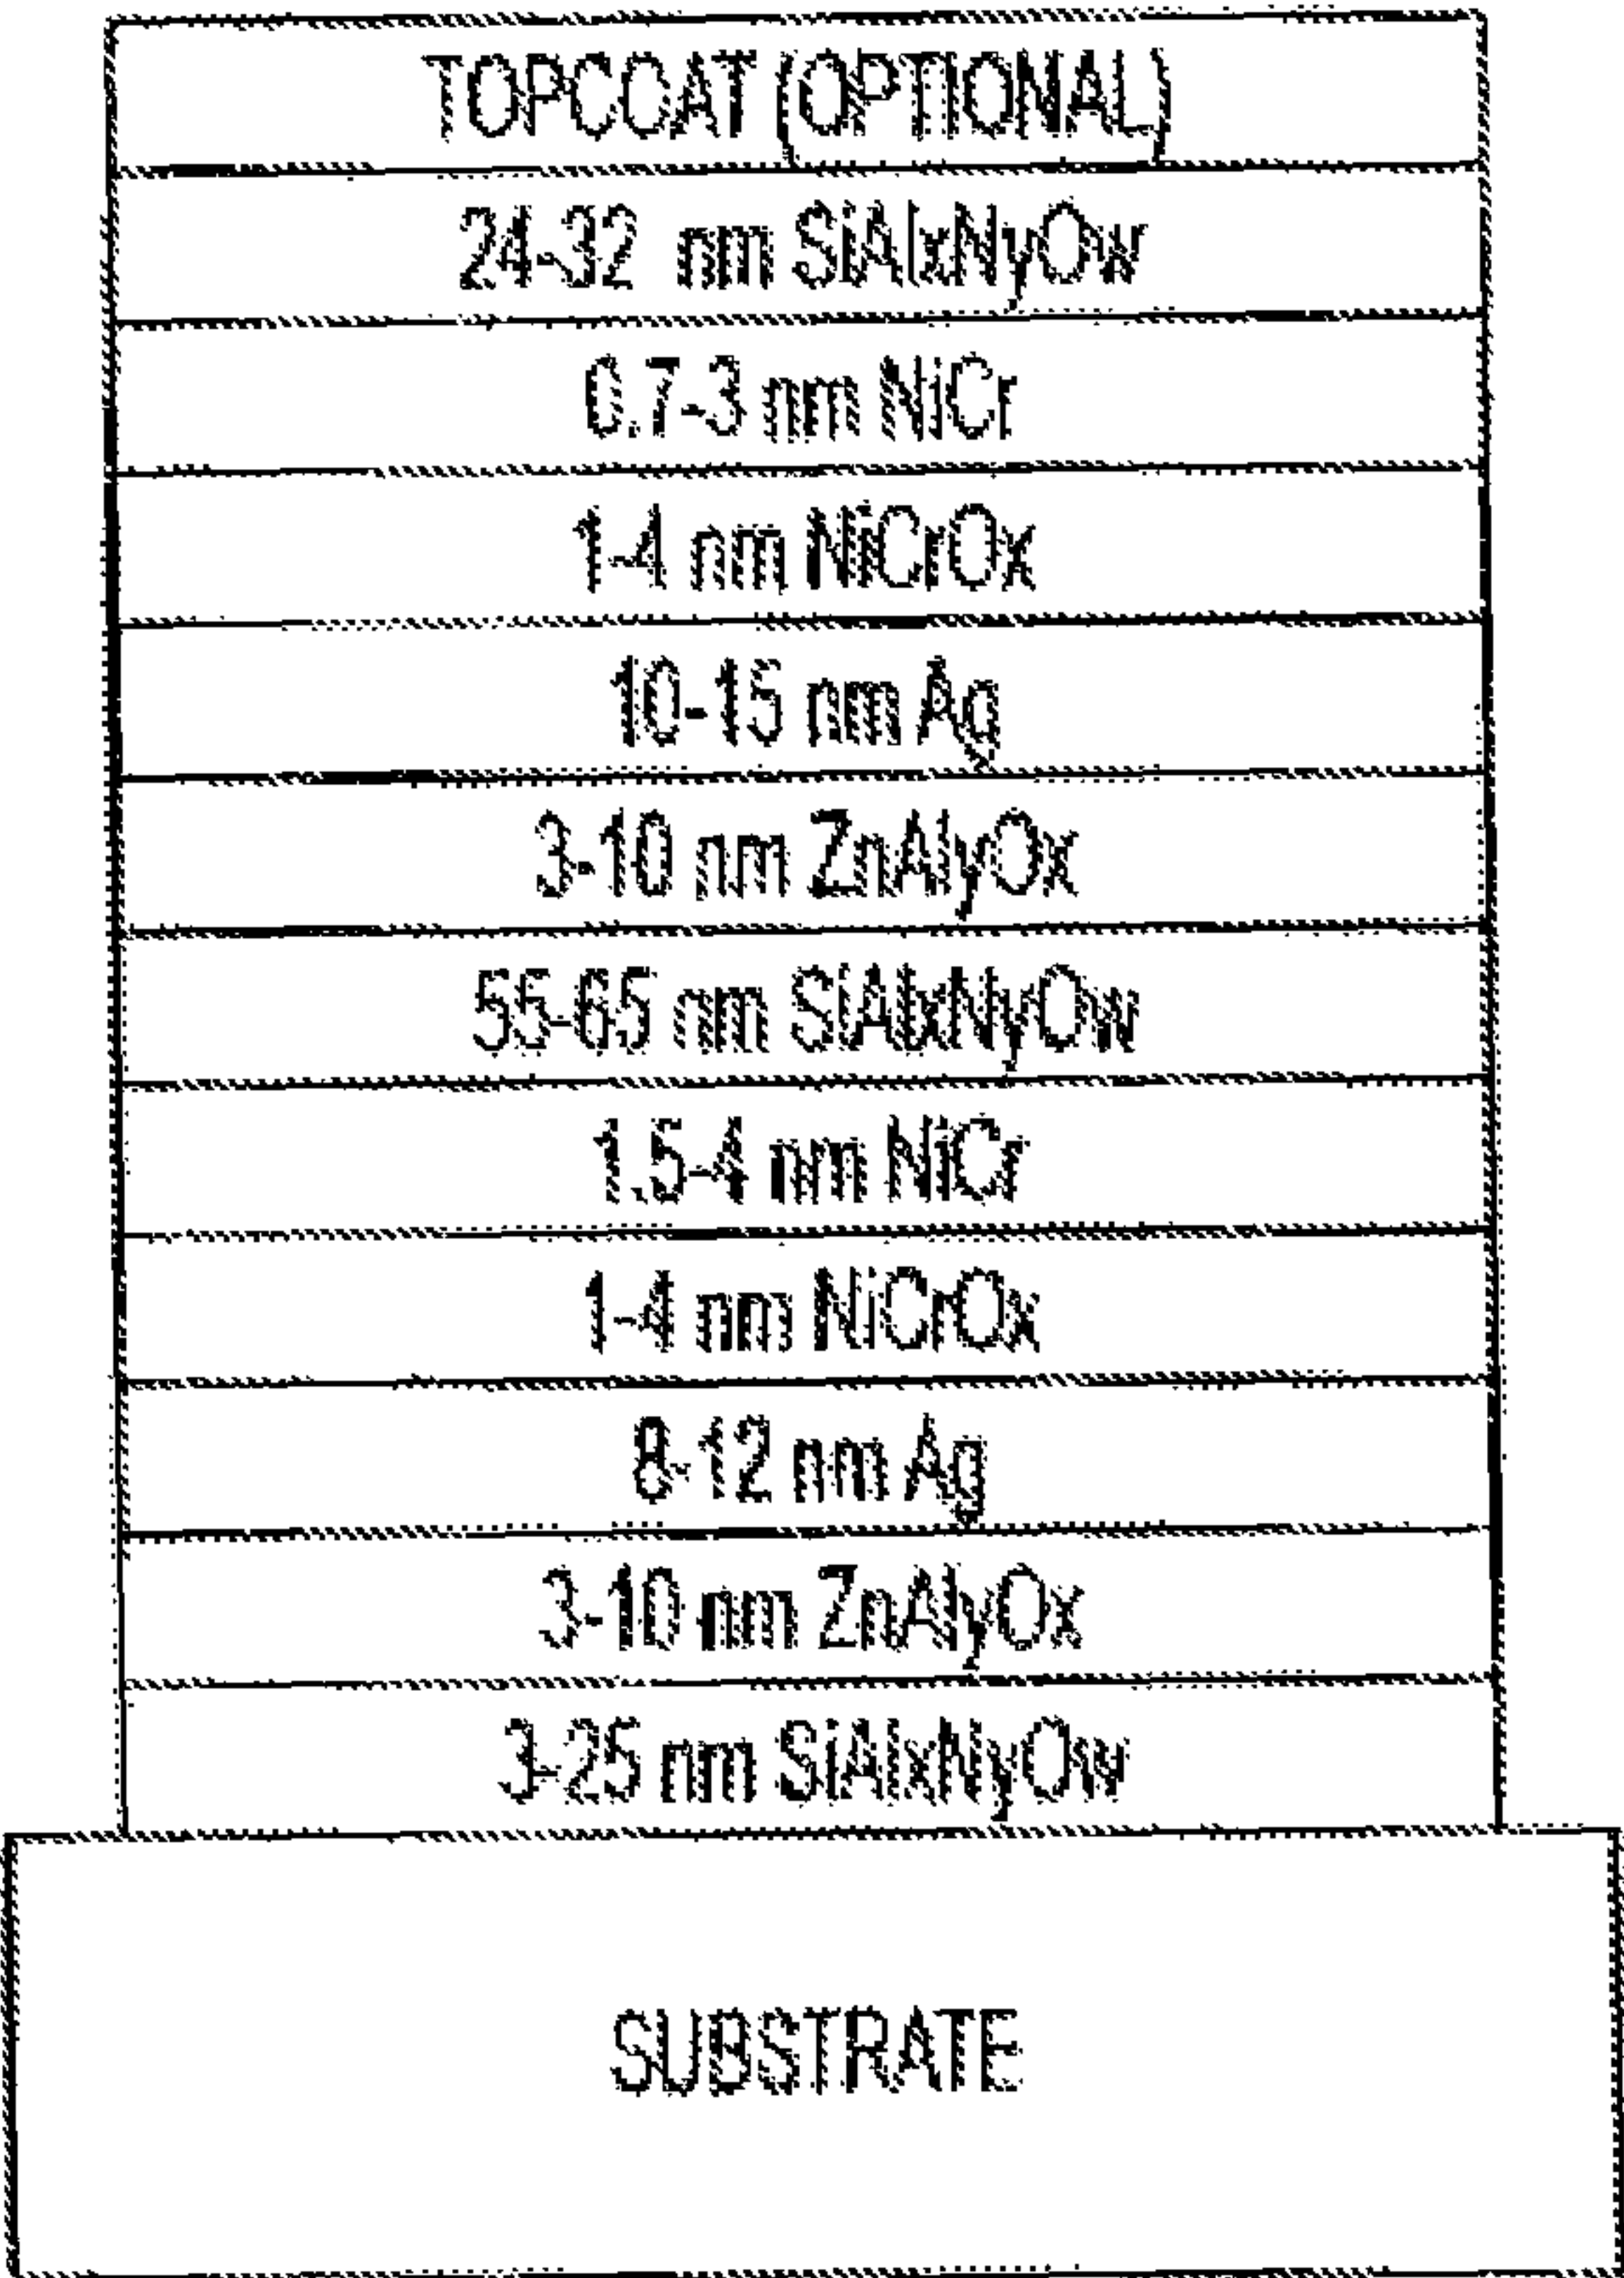 TOPCOAT (OPTIONAL)
24-32 nm SiAlxNyOw
0.7-3 nm NiCr
1-4 nm NiCrOx
10-15 nm Ag
3-10 nm ZnAlyOx
55-65 nm SiAlxNyOw
1.5-4 nm NiCr
1-4 nm NiCrOx
8-12 nm Ag
3-10 nm ZnAlyOx
3-25 nm SiAlxNyOw
SUBSTRATE